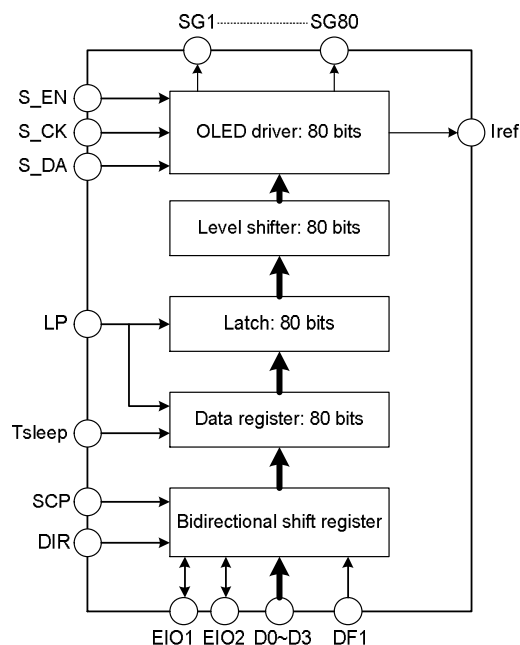 SG1 SG80
S_EN
S_CK
S_DA
OLED driver: 80 bits
Iref
Level shifter: 80 bits
LP
Latch: 80 bits
Data register: 80 bits
Tsleep
SCP
Bidirectional shift register
DIR
EIO1 EIO2 D0~D3 DF1